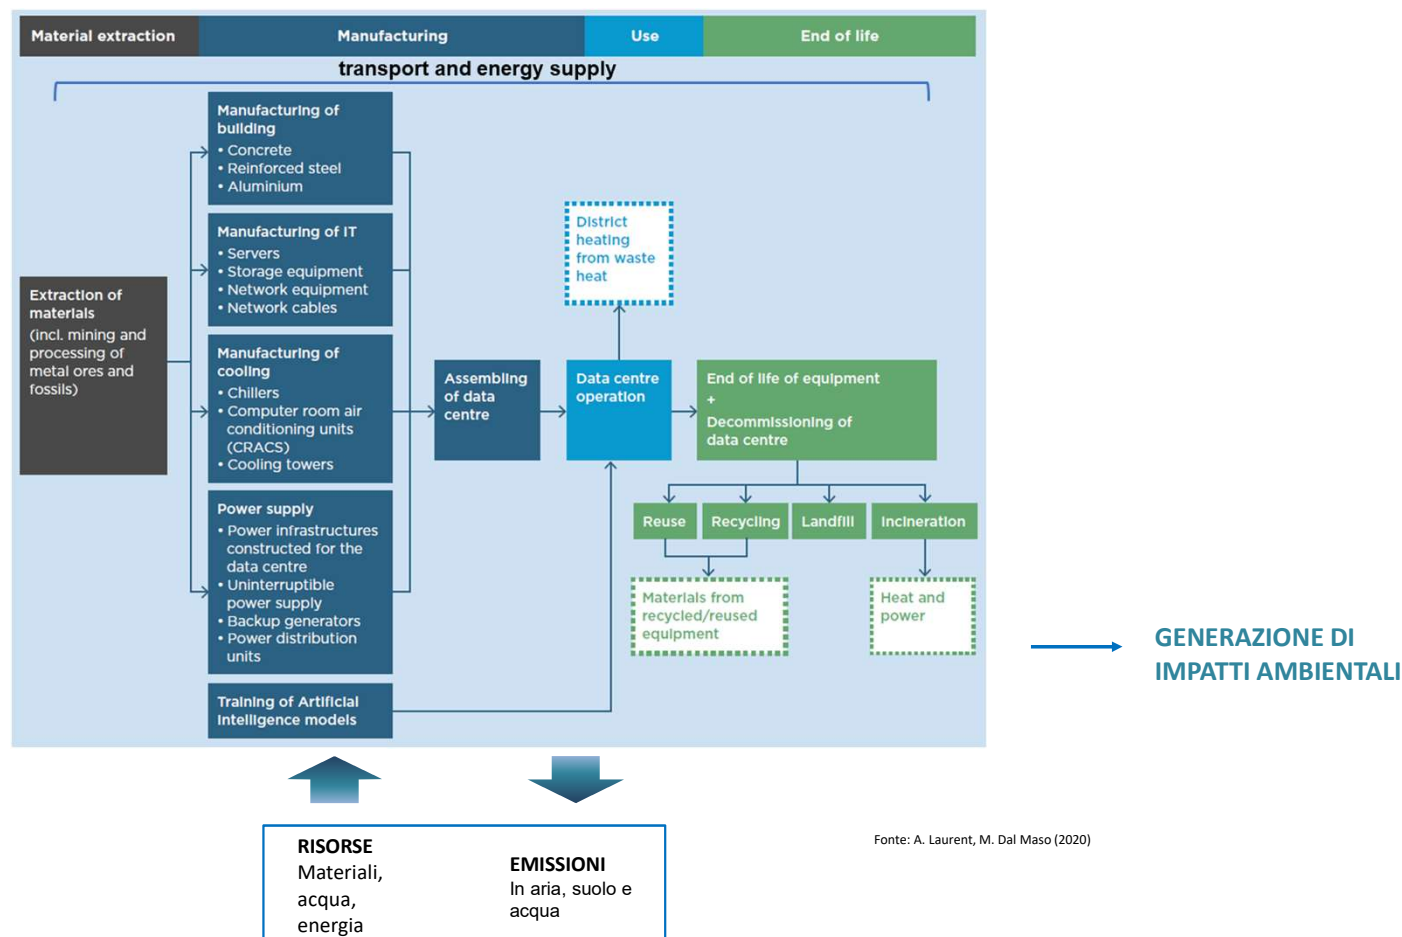 Material extraction
Manufacturing
Use
End of life
transport and energy supply
Manufacturing of
building
• Concrete
• Reinforced steel
• Aluminium
Manufacturing of IT
• Servers
• Storage equipment
• Network equipment
• Network cables
Extraction of
materials
(incl. mining and
processing of
metal ores and
fossils)
Manufacturing of
cooling
• Chillers
• Computer room air
conditioning units
(CRACS)
• Cooling towers
Power supply
• Power infrastructures
constructed for the
data centre
• Uninterruptible
power supply
• Backup generators
• Power distribution
units
Training of Artificial
Intelligence models
Assembling
of data
centre
District
heating
from waste
heat
Data centre
operation
End of life of equipment
+
Decommissioning of
data centre
Reuse
Recycling
Landfill
Incineration
Materials from
recycled/reused
equipment
Heat and
power
GENERAZIONE DI
IMPATTI AMBIENTALI
RISORSE
Materiali,
acqua,
energia
EMISSIONI
In aria, suolo e
acqua
Fonte: A. Laurent, M. Dal Maso (2020)